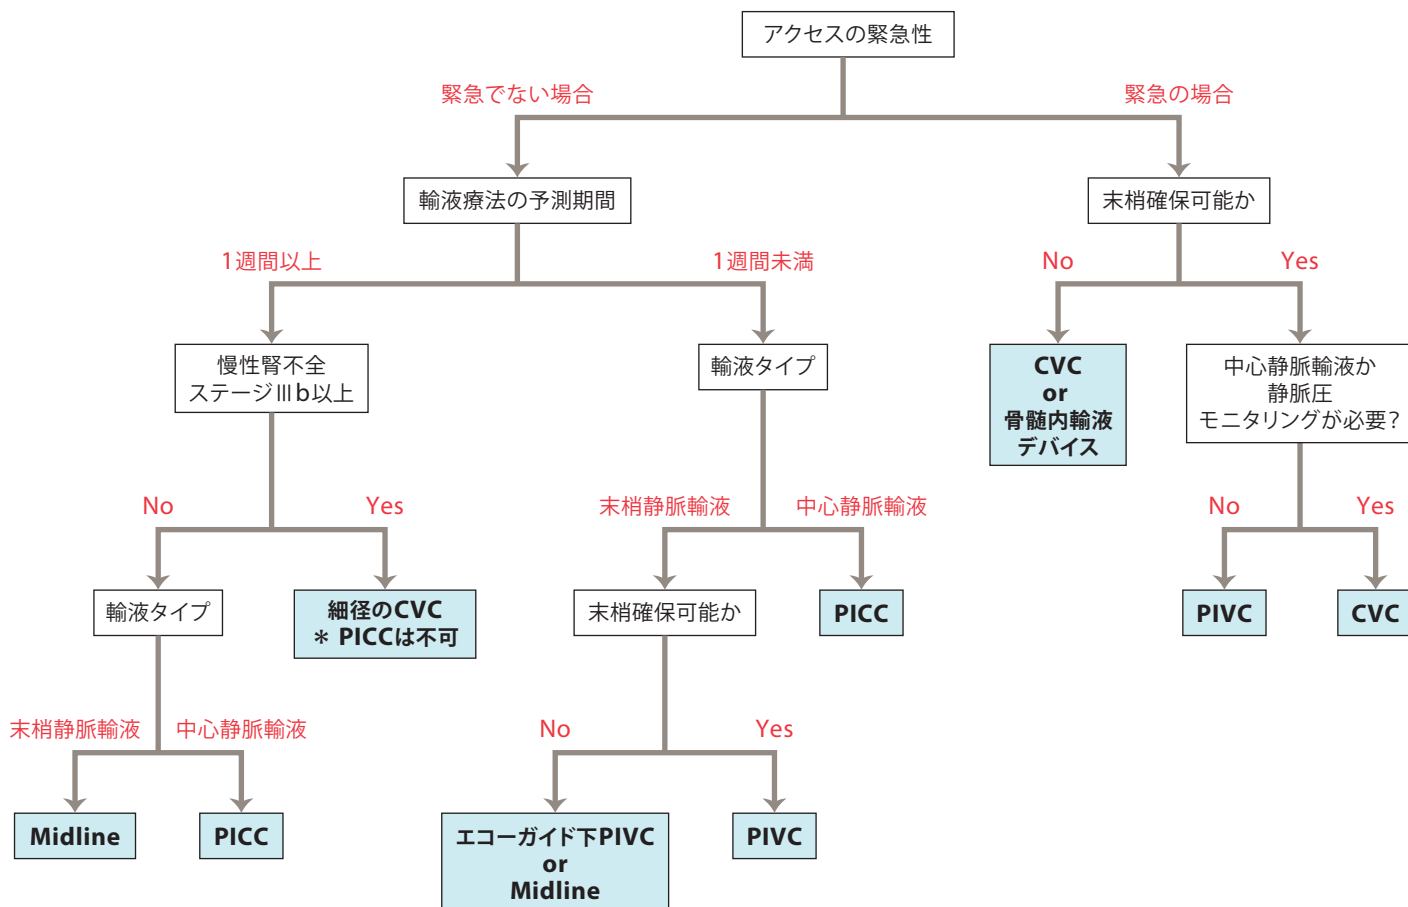 アクセスの緊急性
緊急でない場合
緊急の場合
輸液療法の予測期間
末梢確保可能か
1週間以上
1週間未満
No
Yes
慢性腎不全
ステージⅢb以上
輸液タイプ
CVC
or
骨髄内輸液
デバイス
中心静脈輸液か
静脈圧
モニタリングが必要?
No
Yes
末梢静脈輸液
中心静脈輸液
No
Yes
輸液タイプ
細径のCVC
* PICCは不可
末梢確保可能か
PICC
PIVC
CVC
末梢静脈輸液
中心静脈輸液
No
Yes
Midline
PICC
エコーガイド下PIVC
or
Midline
PIVC